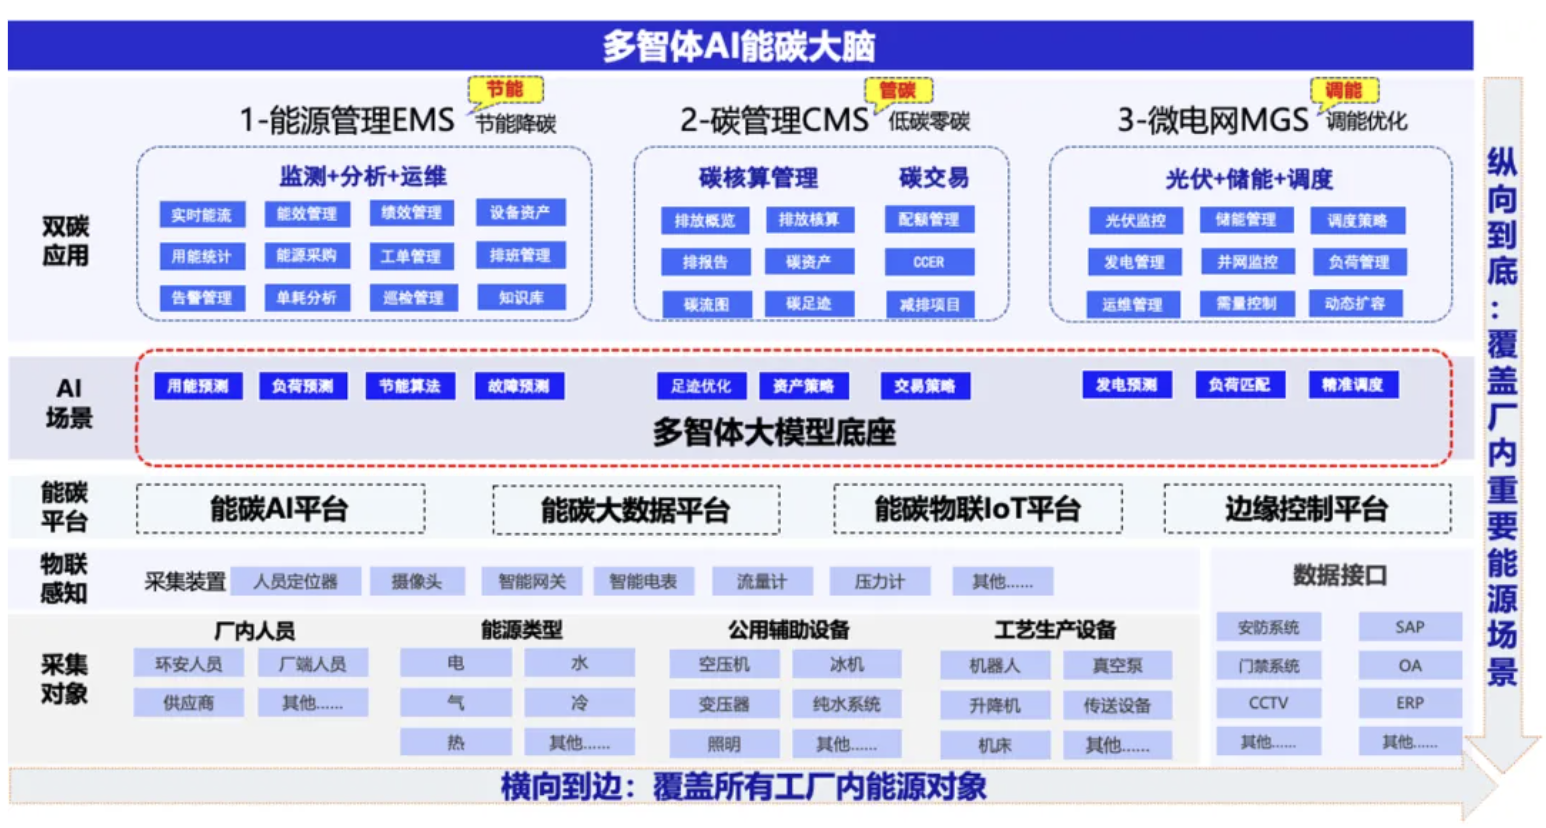 多智体AI能碳大脑
节能
管碳
调能
1-能源管理EMS 节能降碳
2-碳管理CMS 低碳零碳
3-微电网MGS 调能优化
双碳
应用
监测+分析+运维
实时能流 能效管理 绩效管理 设备资产
用能统计 能源采购 工单管理 排班管理
告警管理 单耗分析 巡检管理 知识库
碳核算管理 碳交易
排放概览 排放核算 配额管理
排报告 碳资产 CCER
碳流图 碳足迹 减排项目
光伏+储能+调度
光伏监控 储能管理 调度策略
发电管理 并网监控 负荷管理
运维管理 需量控制 动态扩容
AI
场景
用能预测 负荷预测 节能算法 故障预测 足迹优化 资产策略 交易策略 发电预测 负荷匹配 精准调度
多智体大模型底座
能碳
平台
能碳AI平台 能碳大数据平台 能碳物联IoT平台 边缘控制平台
物联
感知
采集装置 人员定位器 摄像头 智能网关 智能电表 流量计 压力计 其他......
采集
对象
厂内人员
环安人员 厂端人员
供应商 其他......
能源类型
电 水
气 冷
热 其他......
公用辅助设备
空压机 冰机
变压器 纯水系统
照明 其他......
工艺生产设备
机器人 真空泵
升降机 传送设备
机床 其他......
数据接口
安防系统 SAP
门禁系统 OA
CCTV ERP
其他...... 其他......
纵向到底：覆盖厂内重要能源场景
横向到边：覆盖所有工厂内能源对象